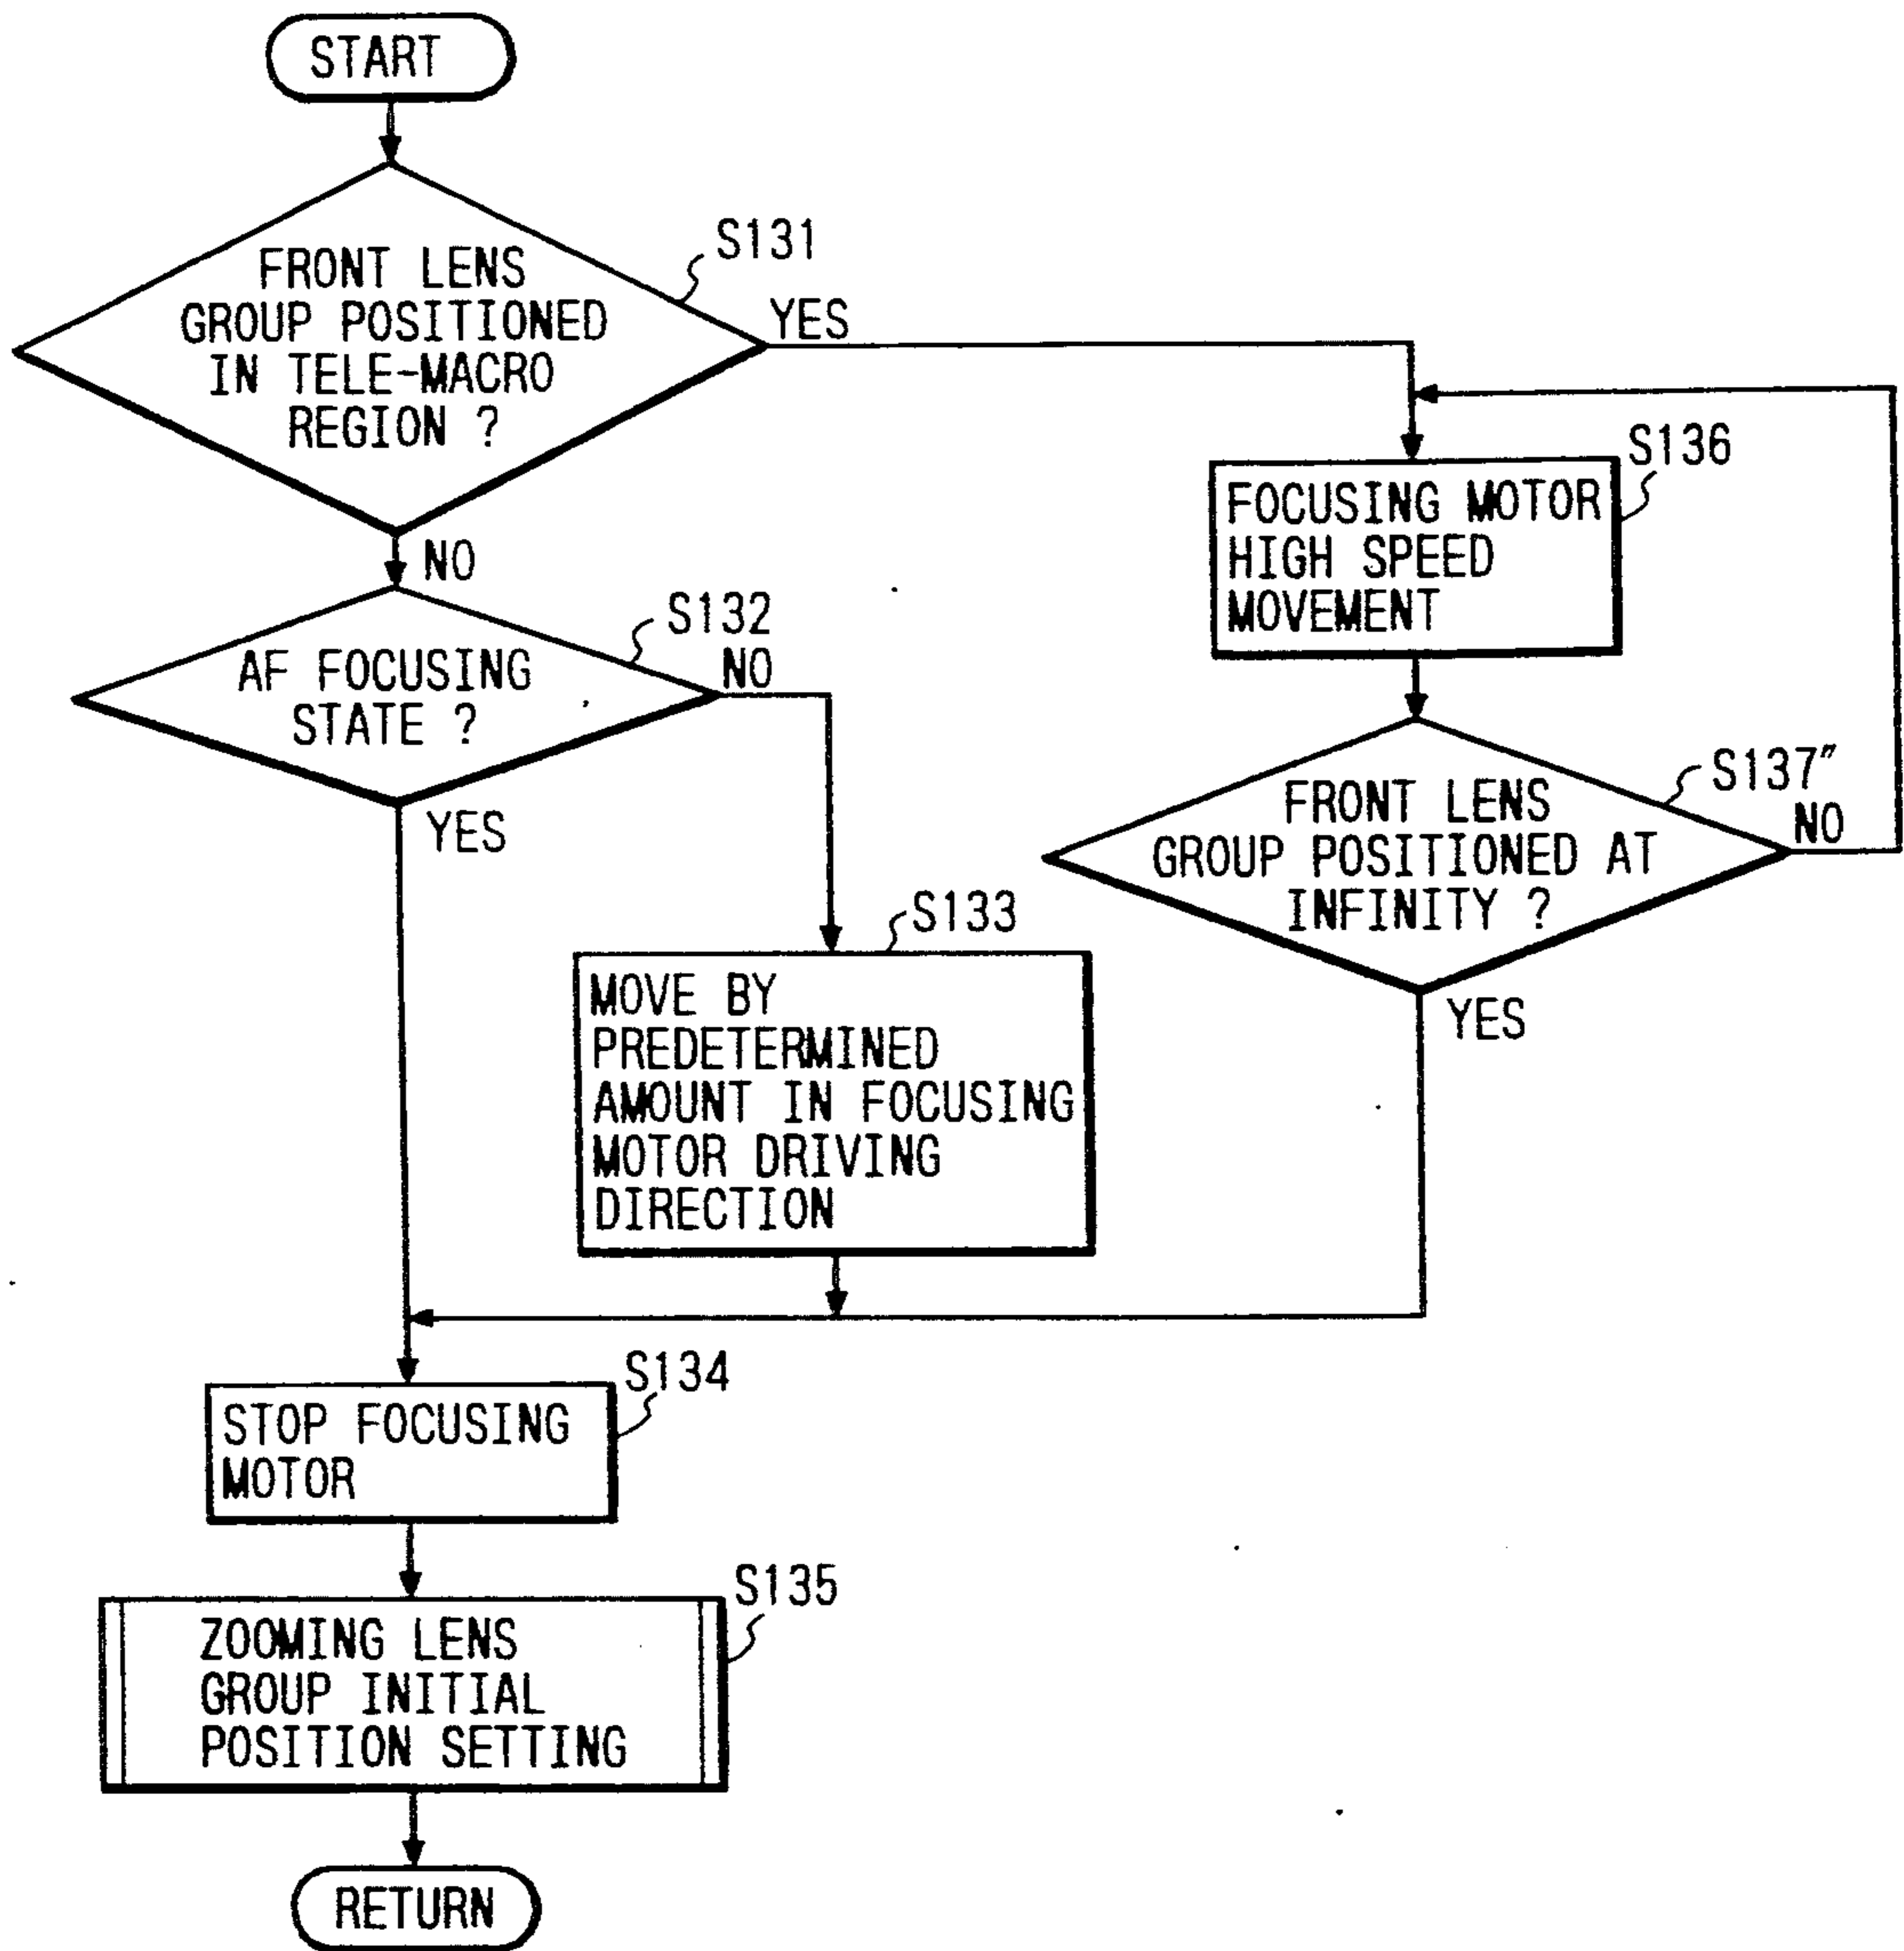 START
S131
FRONT LENS
GROUP POSITIONED
IN TELE-MACRO
REGION ?
YES
NO
S132
AF FOCUSING
STATE ?
NO
YES
S133
MOVE BY
PREDETERMINED
AMOUNT IN FOCUSING
MOTOR DRIVING
DIRECTION
S136
FOCUSING MOTOR
HIGH SPEED
MOVEMENT
S137"
FRONT LENS
GROUP POSITIONED AT
INFINITY ?
NO
YES
S134
STOP FOCUSING
MOTOR
S135
ZOOMING LENS
GROUP INITIAL
POSITION SETTING
RETURN